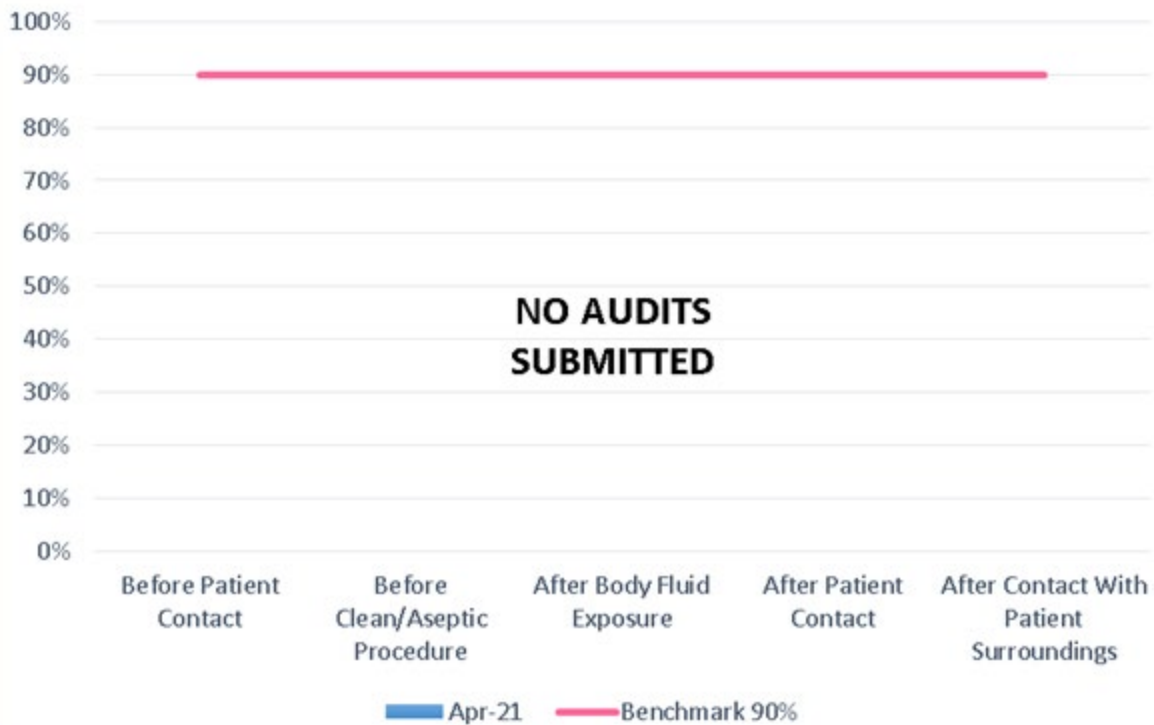 100%
90%
80%
70%
60%
50%
40%
30%
20%
10%
0%
NO AUDITS
SUBMITTED
Before Patient
Contact
Before
Clean/Aseptic
Procedure
After Body Fluid
Exposure
After Patient
Contact
After Contact With
Patient
Surroundings
Apr-21
Benchmark 90%